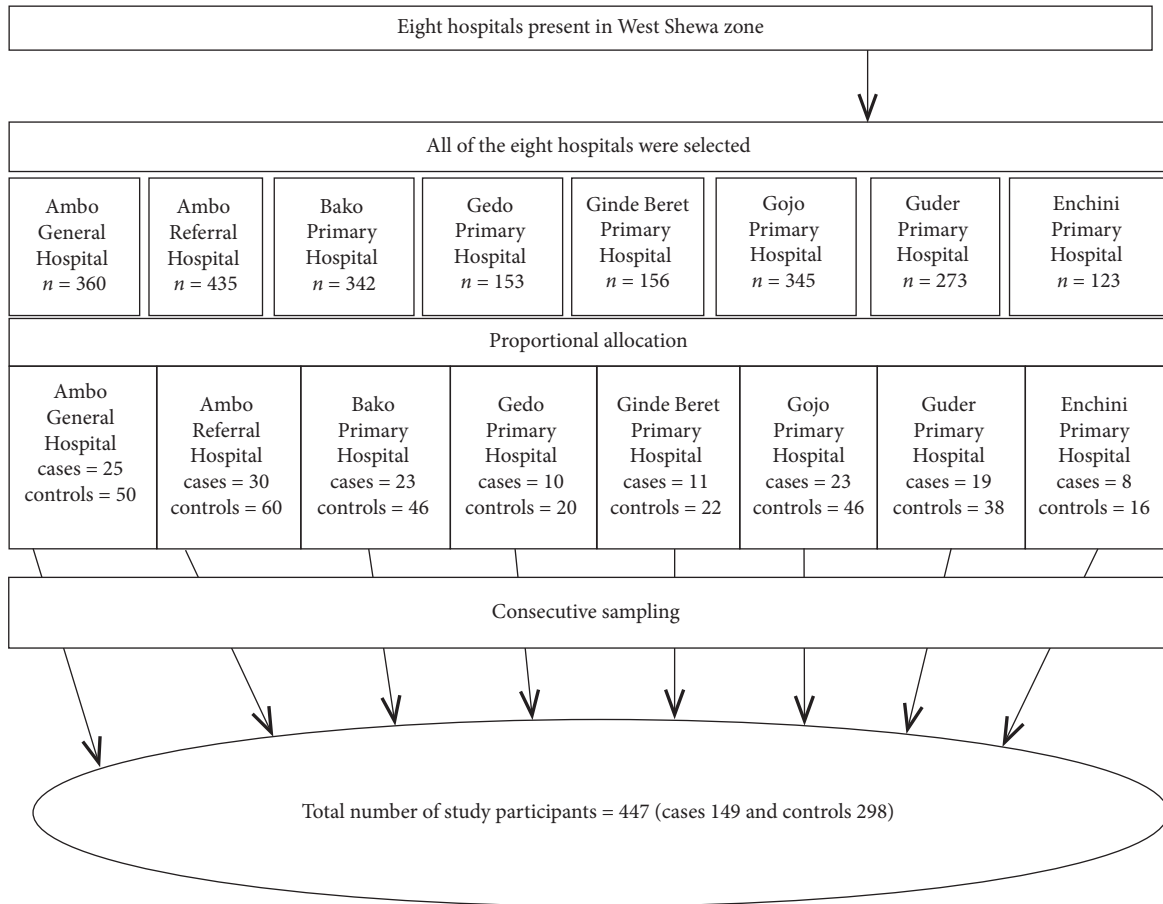 Eight hospitals present in West Shewa zone
All of the eight hospitals were selected
Ambo
General
Hospital
n = 360
Ambo
Referral
Hospital
n = 435
Bako
Primary
Hospital
n = 342
Gedo
Primary
Hospital
n = 153
Ginde Beret
Primary
Hospital
n = 156
Gojo
Primary
Hospital
n = 345
Guder
Primary
Hospital
n = 273
Enchini
Primary
Hospital
n = 123
Proportional allocation
Ambo
General
Hospital
cases = 25
controls = 50
Ambo
Referral
Hospital
cases = 30
controls = 60
Bako
Primary
Hospital
cases = 23
controls = 46
Gedo
Primary
Hospital
cases = 10
controls = 20
Ginde Beret
Primary
Hospital
cases = 11
controls = 22
Gojo
Primary
Hospital
cases = 23
controls = 46
Guder
Primary
Hospital
cases = 19
controls = 38
Enchini
Primary
Hospital
cases = 8
controls = 16
Consecutive sampling
Total number of study participants = 447 (cases 149 and controls 298)